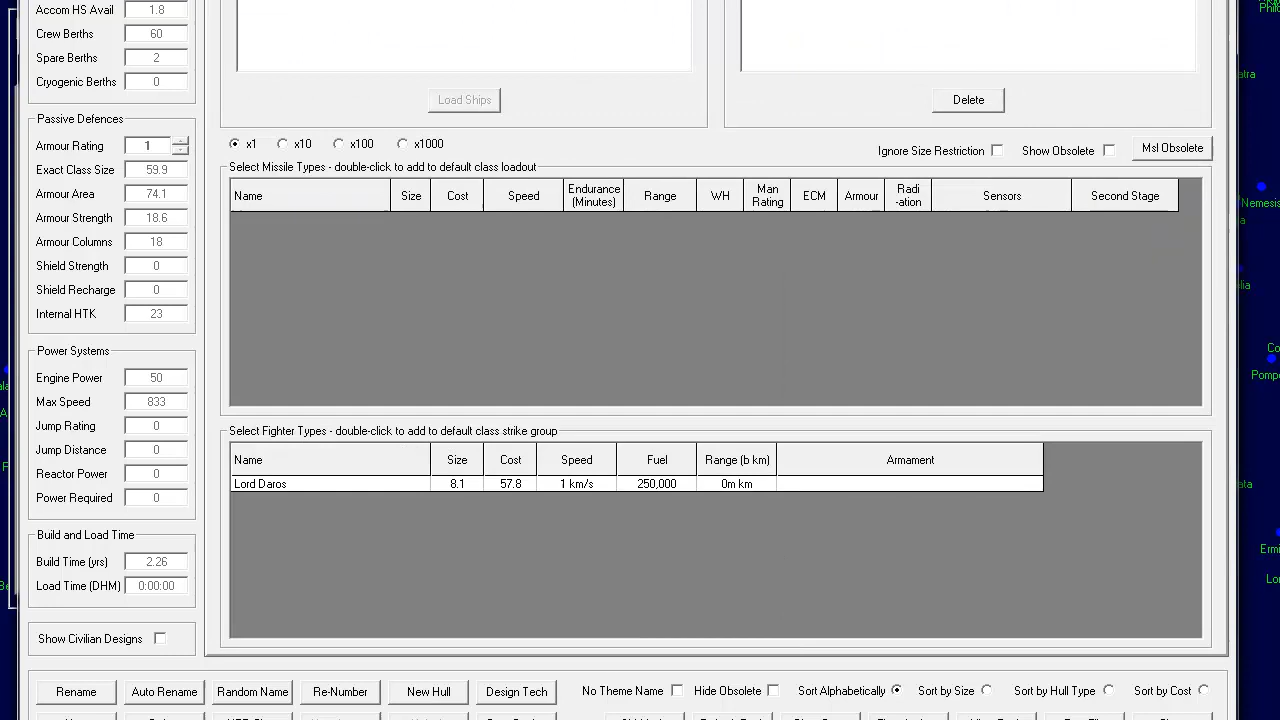 Accom HS Avail 1.8
Crew Berths 60
Spare Berths 2
Cryogenic Berths 0
Passive Defences
Armour Rating 1
Exact Class Size 59.9
Armour Area 74.1
Armour Strength 18.6
Armour Columns 18
Shield Strength 0
Shield Recharge 0
Internal HTK 23
Power Systems
Engine Power 50
Max Speed 833
Jump Rating 0
Jump Distance 0
Reactor Power 0
Power Required 0
Build and Load Time
Build Time (yrs) 2.26
Load Time (DHM) 0:00:00
Show Civilian Designs
Load Ships
Delete
x1 x10 x100 x1000
Ignore Size Restriction Show Obsolete Msl Obsolete
Select Missile Types - double-click to add to default class loadout
Name Size Cost Speed Endurance (Minutes) Range WH Man Rating ECM Armour Radi -ation Sensors Second Stage
Select Fighter Types - double-click to add to default class strike group
Name Size Cost Speed Fuel Range (b km) Armament
Lord Daros 8.1 57.8 1 km/s 250,000 0m km
Rename Auto Rename Random Name Re-Number New Hull Design Tech
No Theme Name Hide Obsolete Sort Alphabetically Sort by Size Sort by Hull Type Sort by Cost
Nemesis
Pompe